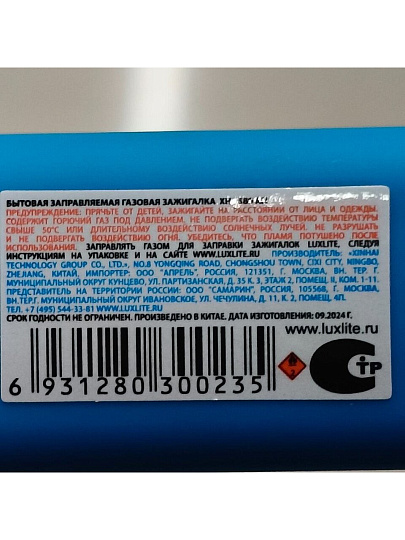 БЫТОВАЯ ЗАПРАВЛЯЕМАЯ ГАЗОВАЯ ЗАЖИГАЛКА
ПРЕДУПРЕЖДЕНИЕ: ПРЯЧЬТЕ ОТ ДЕТЕЙ, ЗАЖИГАЙТЕ НА РАССТОЯНИИ ОТ ЛИЦА И ОДЕЖДЫ.
СОДЕРЖИТ ГОРЮЧИЙ ГАЗ ПОД ДАВЛЕНИЕМ. НЕ ПОДВЕРГАТЬ ВОЗДЕЙСТВИЮ ТЕМПЕРАТУРЫ
СВЫШЕ 50°С ИЛИ ДЛИТЕЛЬНОМУ ВОЗДЕЙСТВИЮ СОЛНЕЧНЫХ ЛУЧЕЙ. НЕ РАЗРУШАТЬ
И НЕ ПОДВЕРГАТЬ ВОЗДЕЙСТВИЮ ОГНЯ. УБЕДИТЕСЬ, ЧТО ПЛАМЯ ПОТУШЕНО ПОСЛЕ
ИСПОЛЬЗОВАНИЯ. ЗАПРАВЛЯТЬ ГАЗОМ ДЛЯ ЗАПРАВКИ ЗАЖИГАЛОК LUXLITE, СЛЕДУЯ
ИНСТРУКЦИЯМ НА УПАКОВКЕ И НА САЙТЕ WWW.LUXLITE.RU ПРОИЗВОДИТЕЛЬ: «XINHAI
TECHNOLOGY GROUP CO., LTD.», NO.8 YONGQING ROAD, CHONGSHOU TOWN, CIXI CITY, NINGBO,
ZHEJIANG, КИТАЙ, ИМПОРТЕР: ООО "АПРЕЛЬ", РОССИЯ, 121351, Г. МОСКВА, ВН. ТЕР. Г.
МУНИЦИПАЛЬНЫЙ ОКРУГ КУНЦЕВО, УЛ. ПАРТИЗАНСКАЯ, Д. 35 К. 3, ЭТАЖ 2, ПОМЕЩ. II, КОМ. 4
ПРЕДСТАВИТЕЛЬ НА ТЕРРИТОРИИ РОССИИ: ООО "САМАРИН", РОССИЯ, 105568, Г. МОСКВА,
ВН.ТЕР.Г. МУНИЦИПАЛЬНЫЙ ОКРУГ ИВАНОВСКОЕ, УЛ. ЧЕЧУЛИНА, Д. 11, К. 2, ПОМЕЩ. 4П.
ТЕЛ. +7 (495) 544-33-81 WWW.LUXLITE.RU
СРОК ГОДНОСТИ НЕ ОГРАНИЧЕН. ПРОИЗВЕДЕНО В КИТАЕ. ДАТА ИЗГОТОВЛЕНИЯ: 09.2024 Г.
www.luxlite.ru
6 931280 300235